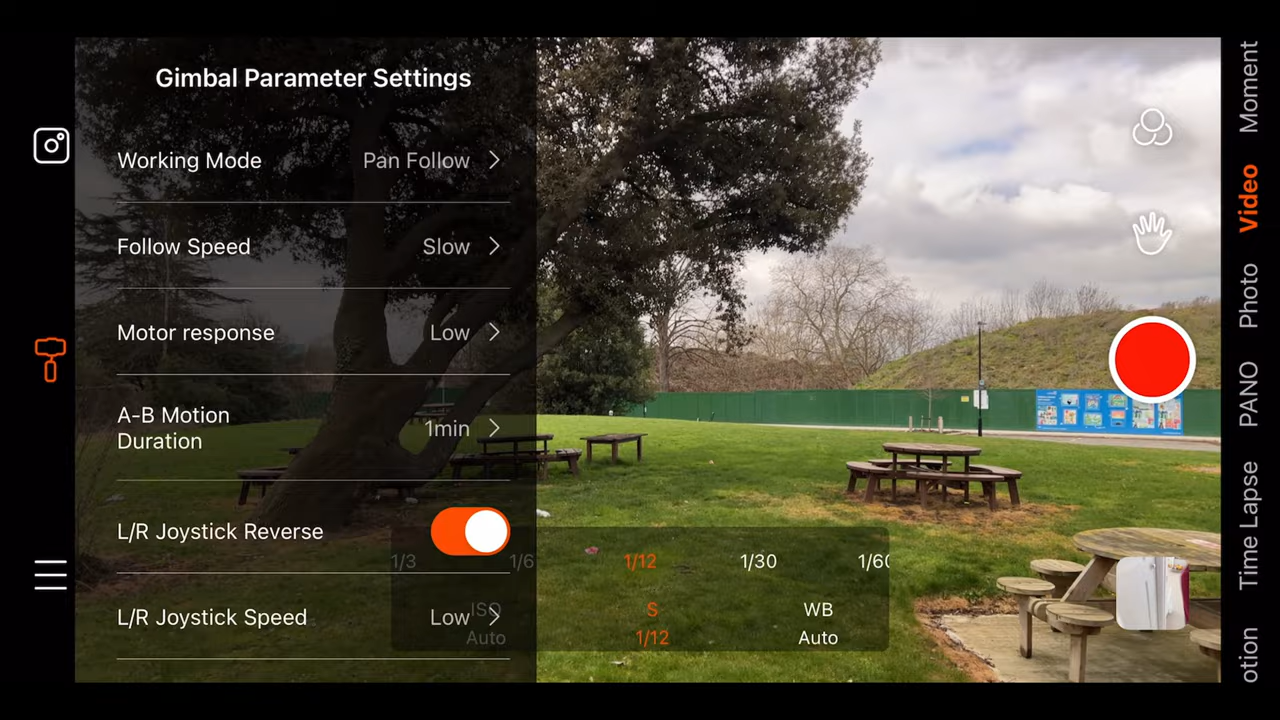 Gimbal Parameter Settings
Working Mode Pan Follow
Follow Speed Slow
Motor response Low
A-B Motion
Duration
1min
L/R Joystick Reverse
L/R Joystick Speed Low
1/3 1/6 1/12 1/30 1/60
ISO S WB
Auto 1/12 Auto
Moment
Video
Photo
PANO
Time Lapse
otion